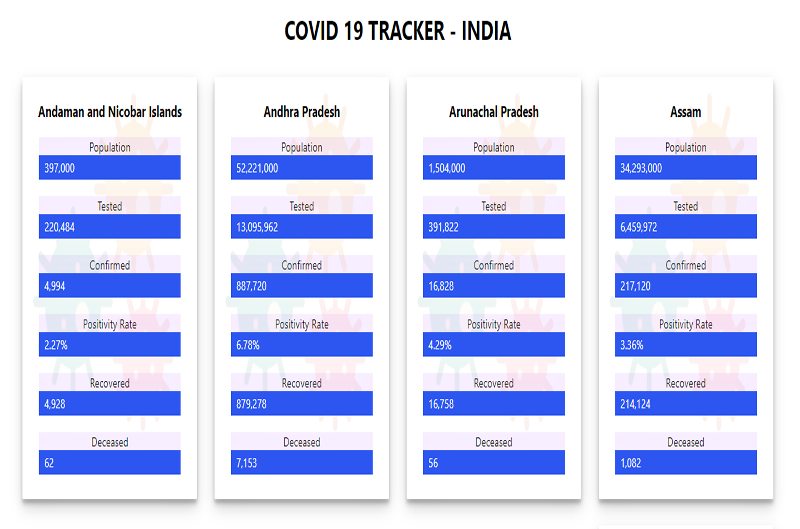 COVID 19 TRACKER - INDIA
Andaman and Nicobar Islands
Population
397,000
Tested
220,484
Confirmed
4,994
Positivity Rate
2.27%
Recovered
4,928
Deceased
62
Andhra Pradesh
Population
52,221,000
Tested
13,095,962
Confirmed
887,720
Positivity Rate
6.78%
Recovered
879,278
Deceased
7,153
Arunachal Pradesh
Population
1,504,000
Tested
391,822
Confirmed
16,828
Positivity Rate
4.29%
Recovered
16,758
Deceased
56
Assam
Population
34,293,000
Tested
6,459,972
Confirmed
217,120
Positivity Rate
3.36%
Recovered
214,124
Deceased
1,082